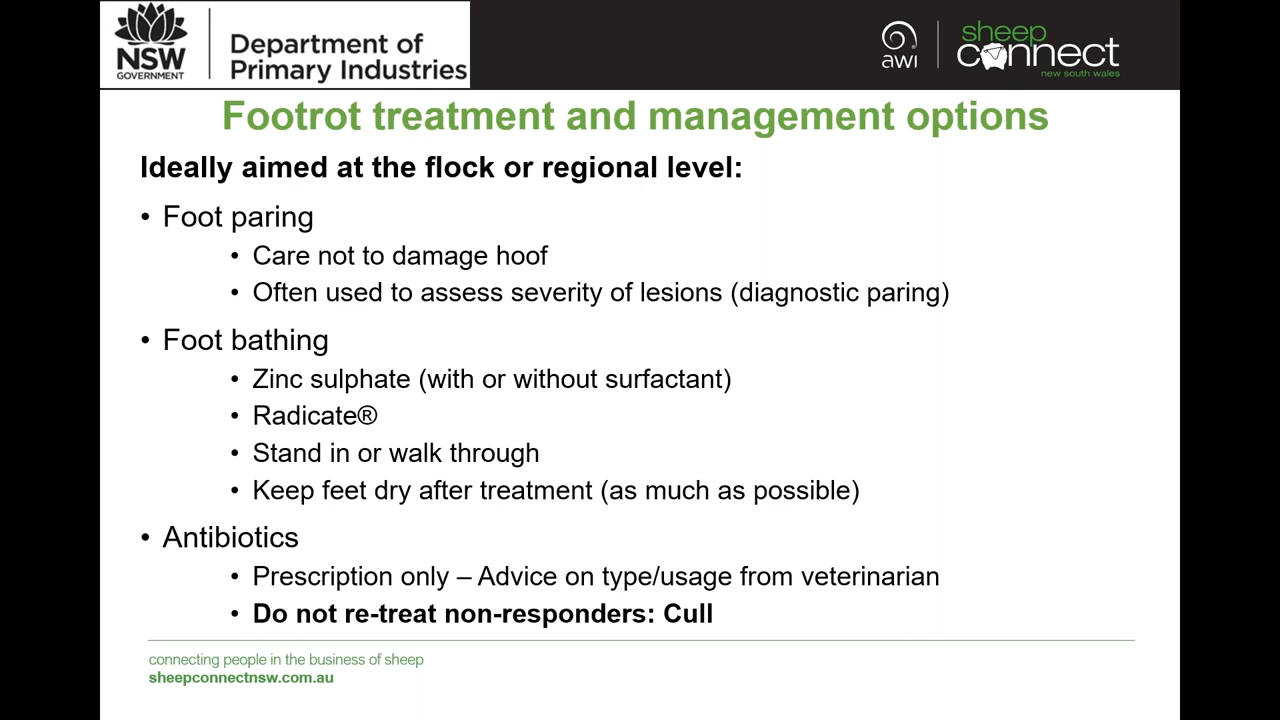 NSW
GOVERNMENT
Department of
Primary Industries
awi
sheep
connect
new south wales
Footrot treatment and management options
Ideally aimed at the flock or regional level:
• Foot paring
• Care not to damage hoof
• Often used to assess severity of lesions (diagnostic paring)
• Foot bathing
• Zinc sulphate (with or without surfactant)
• Radicate®
• Stand in or walk through
• Keep feet dry after treatment (as much as possible)
• Antibiotics
• Prescription only – Advice on type/usage from veterinarian
• Do not re-treat non-responders: Cull
connecting people in the business of sheep
sheepconnectnsw.com.au